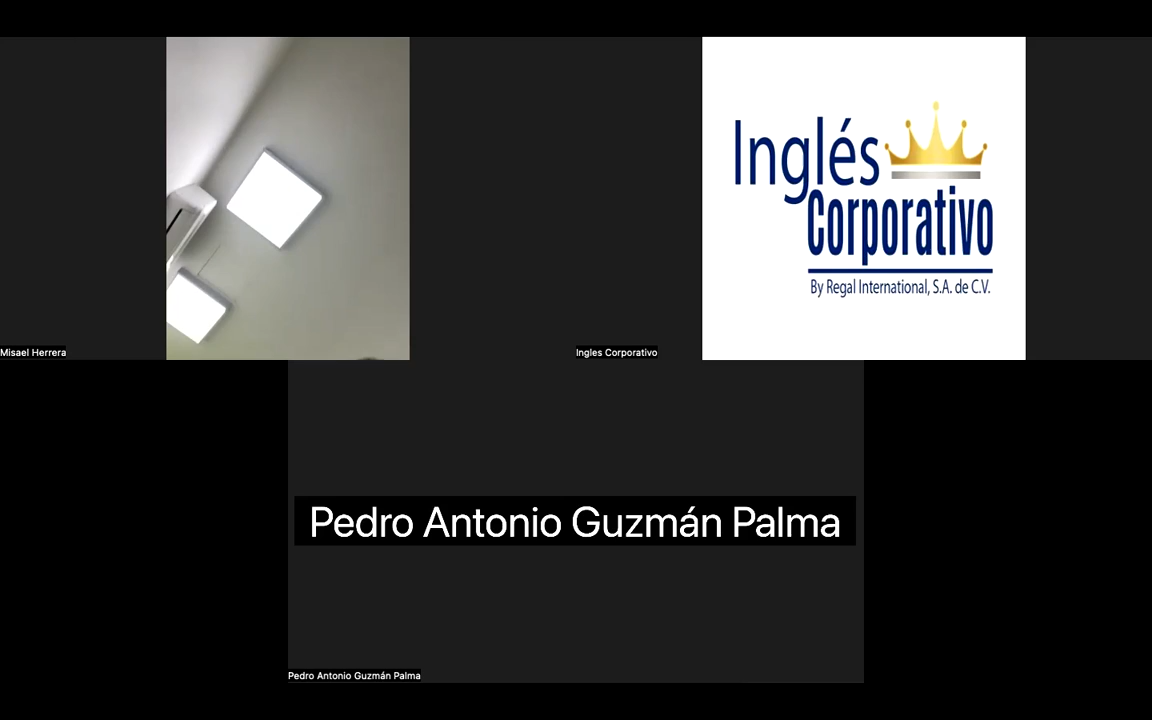 Inglés
Corporativo
By Regal International, S.A. de C.V.
Misael Herrera
Ingles Corporativo
Pedro Antonio Guzmán Palma
Pedro Antonio Guzmán Palma